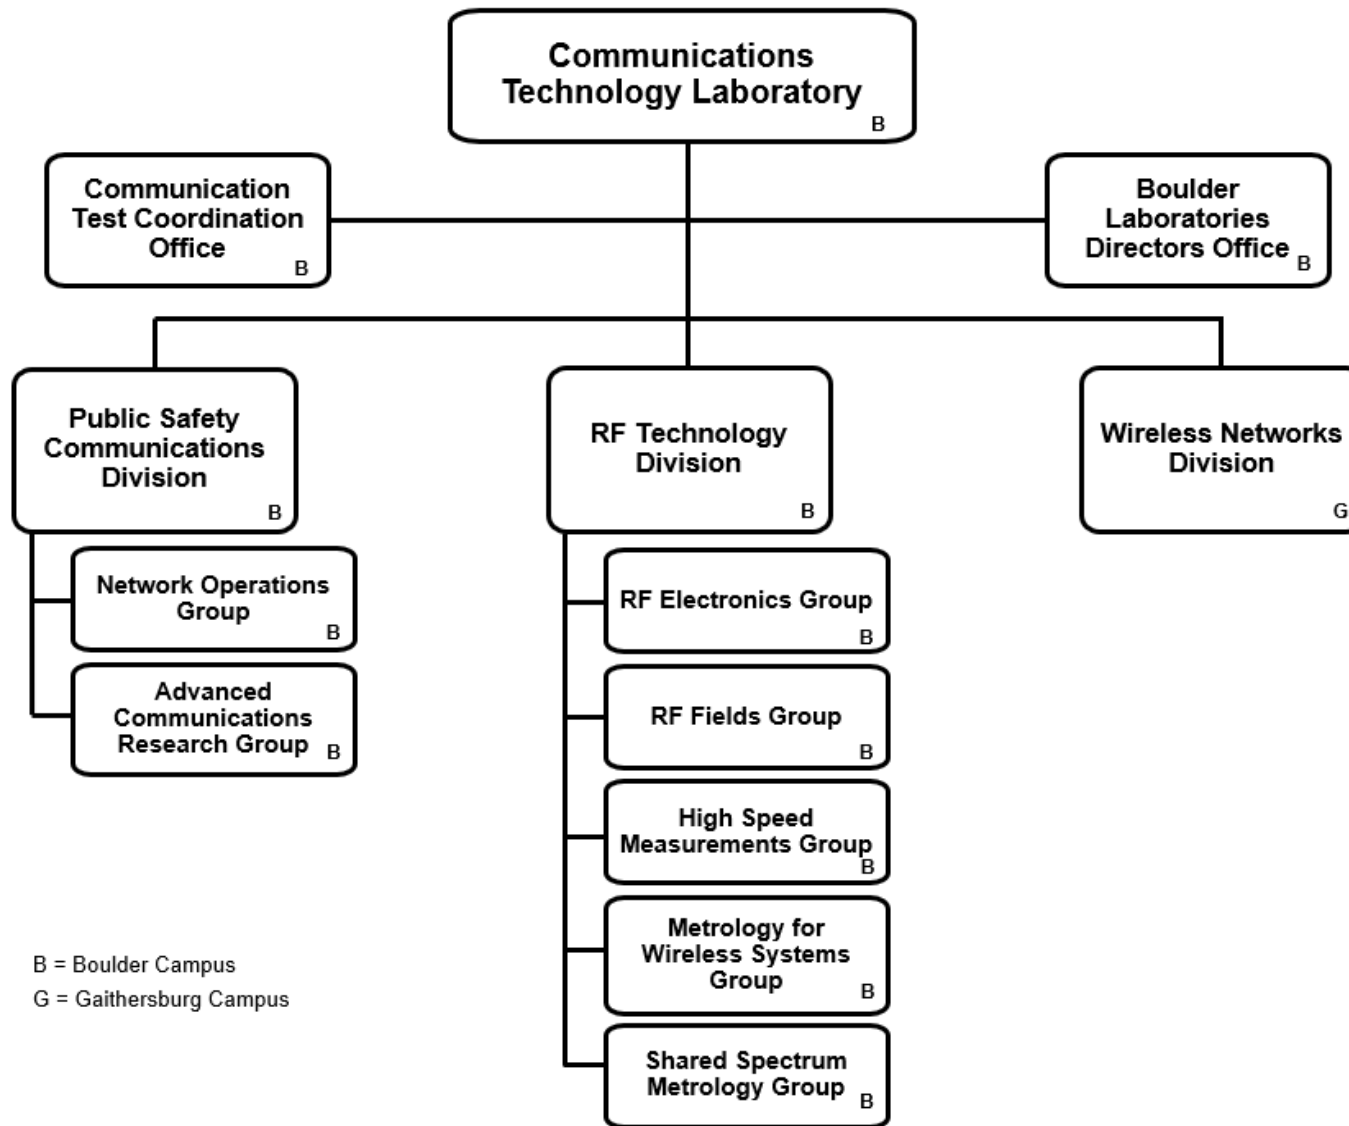 Communications
Technology Laboratory
B
Communication
Test Coordination
Office
B
Boulder
Laboratories
Directors Office
B
Public Safety
Communications
Division
B
RF Technology
Division
B
Wireless Networks
Division
G
Network Operations
Group
B
Advanced
Communications
Research Group
B
RF Electronics Group
B
RF Fields Group
B
High Speed
Measurements Group
B
Metrology for
Wireless Systems
Group
B
Shared Spectrum
Metrology Group
B
B = Boulder Campus
G = Gaithersburg Campus